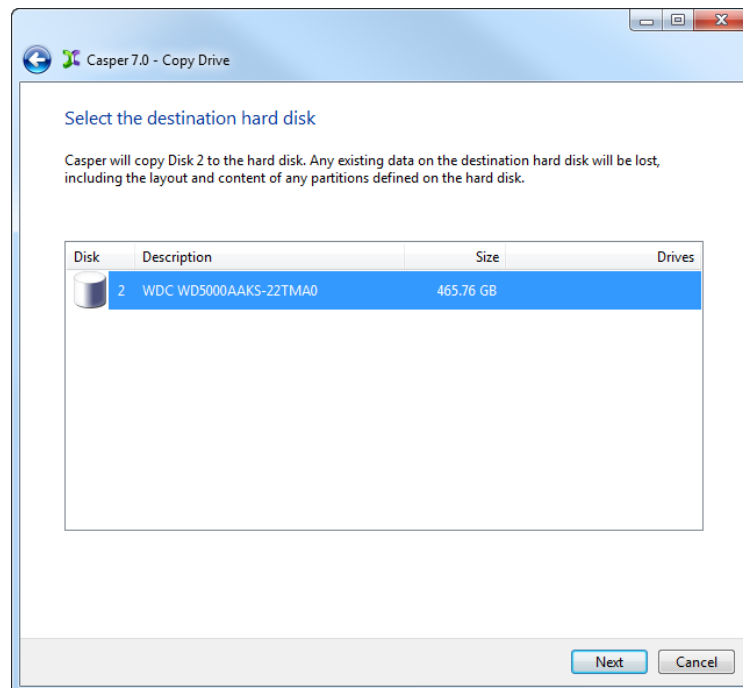 Casper 7.0 - Copy Drive
Select the destination hard disk
Casper will copy Disk 2 to the hard disk. Any existing data on the destination hard disk will be lost,
including the layout and content of any partitions defined on the hard disk.
Disk Description Size Drives
2 WDC WD5000AAKS-22TMA0 465.76 GB
Next Cancel